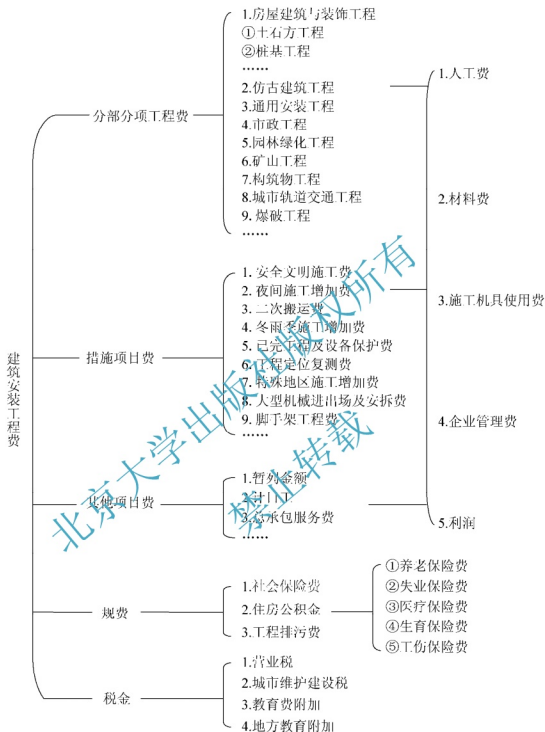 建筑安装工程费
分部分项工程费
1.房屋建筑与装饰工程
①土石方工程
②桩基工程
……
2.仿古建筑工程
3.通用安装工程
4.市政工程
5.园林绿化工程
6.矿山工程
7.构筑物工程
8.城市轨道交通工程
9. 爆破工程
……
措施项目费
1. 安全文明施工费
2. 夜间施工增加费
3. 二次搬运费
4. 冬雨季施工增加费
5. 已完工程及设备保护费
6. 工程定位复测费
7. 特殊地区施工增加费
8. 大型机械进出场及安拆费
9. 脚手架工程费
……
其他项目费
1.暂列金额
2.计日工
3.总承包服务费
……
1.人工费
2.材料费
3.施工机具使用费
4.企业管理费
5.利润
规费
1.社会保险费
2.住房公积金
3.工程排污费
①养老保险费
②失业保险费
③医疗保险费
④生育保险费
⑤工伤保险费
税金
1.营业税
2.城市维护建设税
3.教育费附加
4.地方教育附加
北京大学出版社版权所有
禁止转载